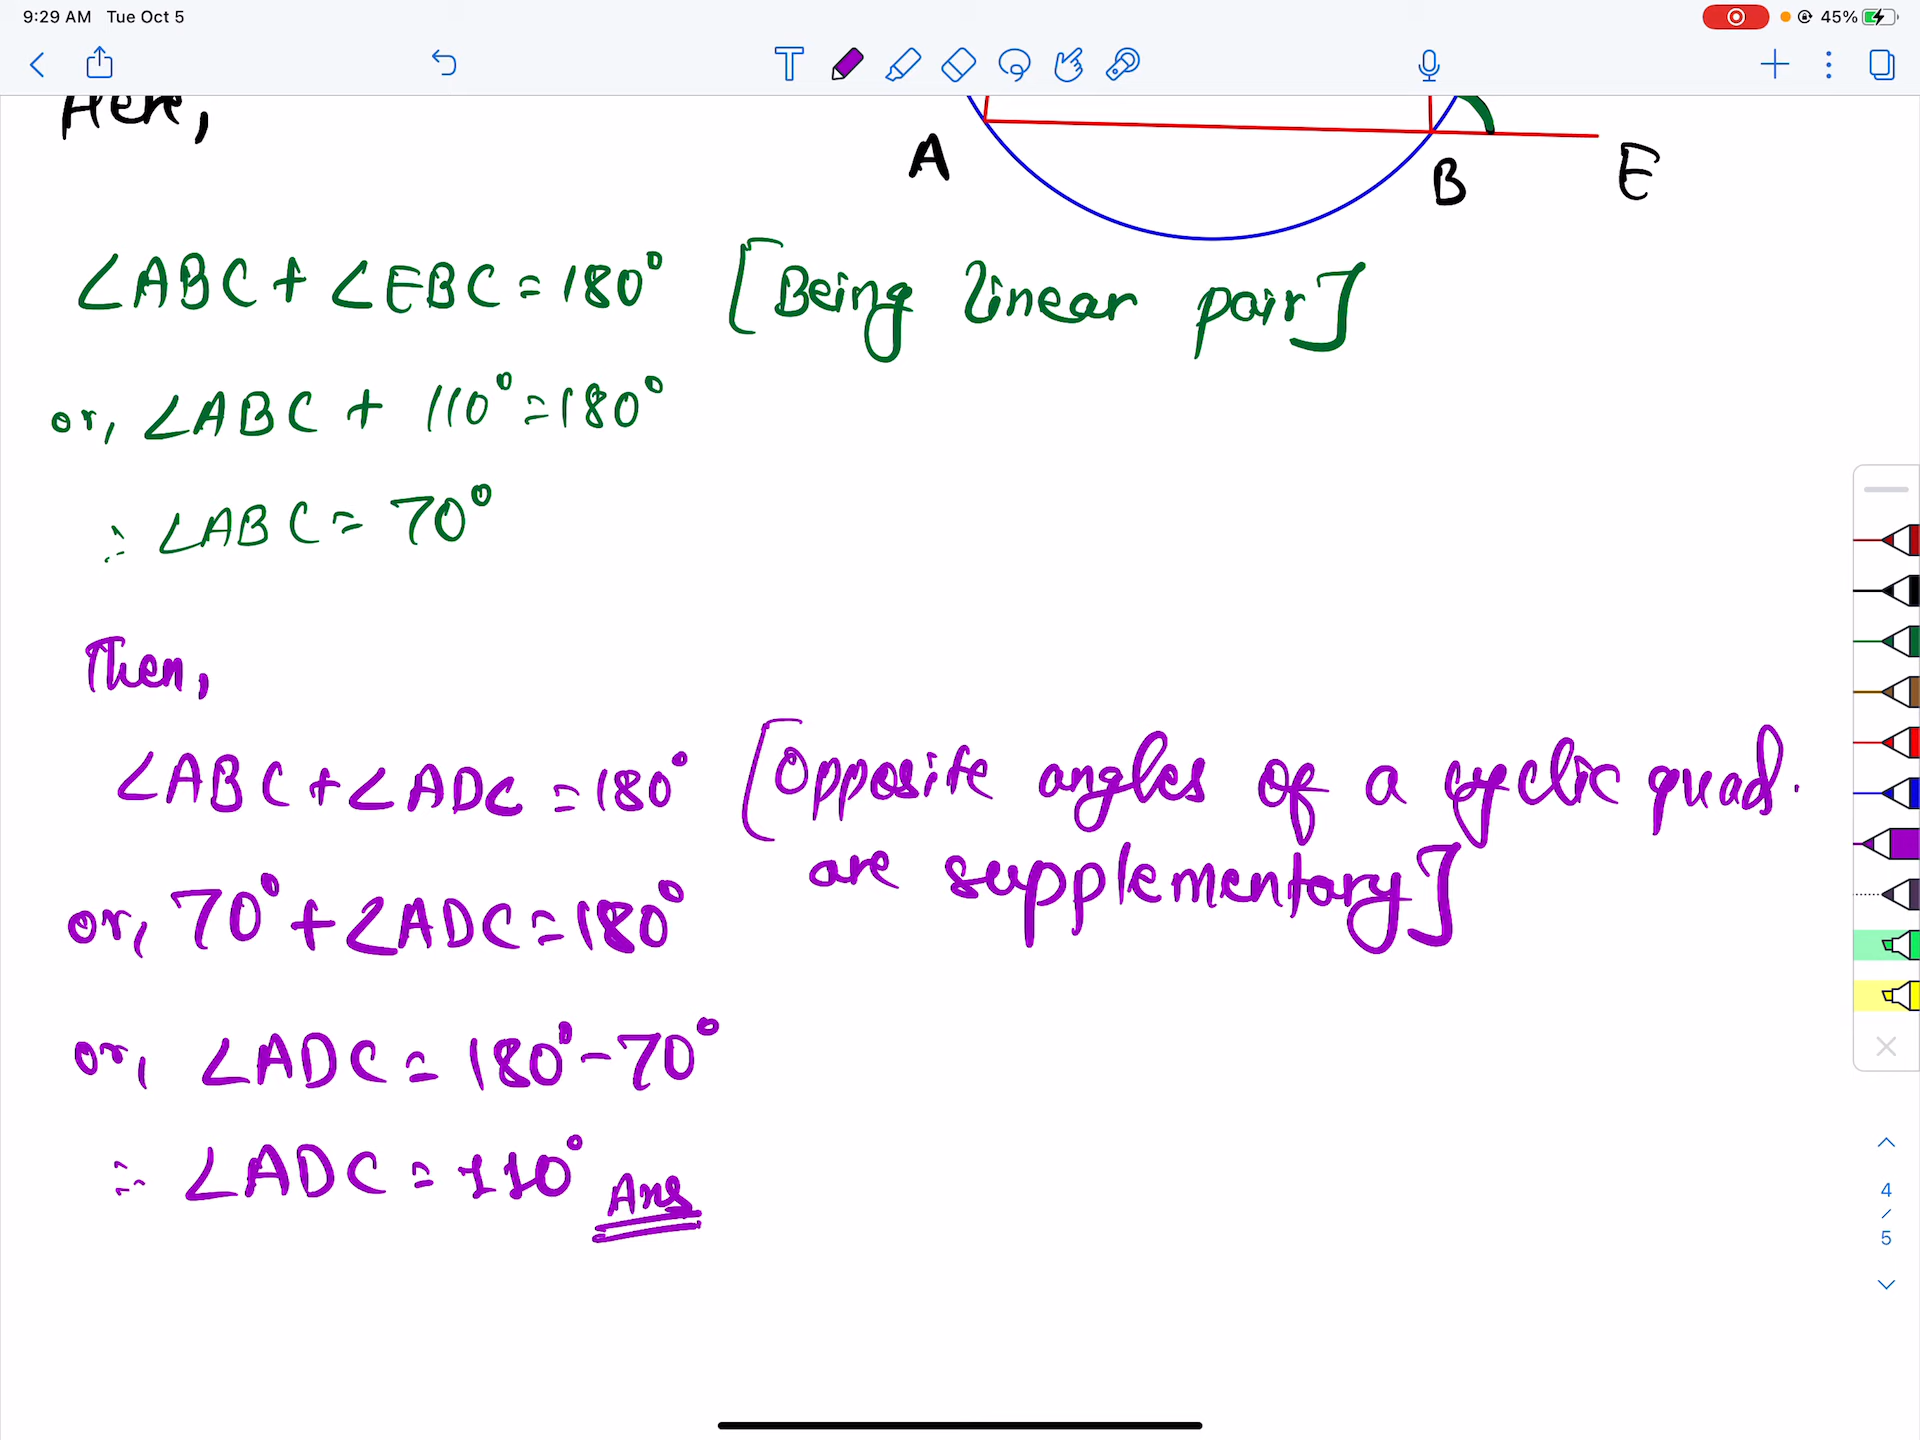 9:29 AM Tue Oct 5 45%
T
Here,
A B E
∠ABC + ∠EBC = 180° [Being linear pair]
or, ∠ABC + 110° = 180°
∴ ∠ABC = 70°
Then,
∠ABC + ∠ADC = 180° [Opposite angles of a cyclic quad.
are supplementary]
or, 70° + ∠ADC = 180°
or, ∠ADC = 180° - 70°
∴ ∠ADC = 110° Ans
4
/
5